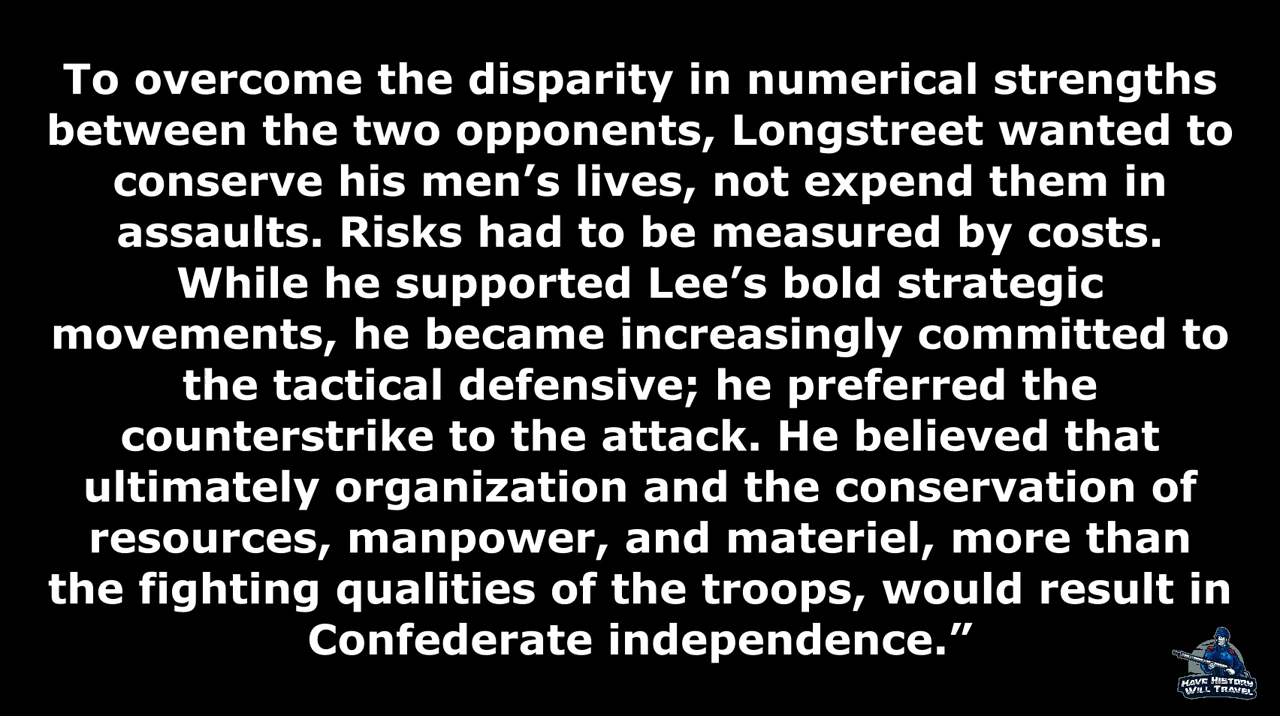 To overcome the disparity in numerical strengths
between the two opponents, Longstreet wanted to
conserve his men’s lives, not expend them in
assaults. Risks had to be measured by costs.
While he supported Lee’s bold strategic
movements, he became increasingly committed to
the tactical defensive; he preferred the
counterstrike to the attack. He believed that
ultimately organization and the conservation of
resources, manpower, and materiel, more than
the fighting qualities of the troops, would result in
Confederate independence.”
Have History
Will Travel